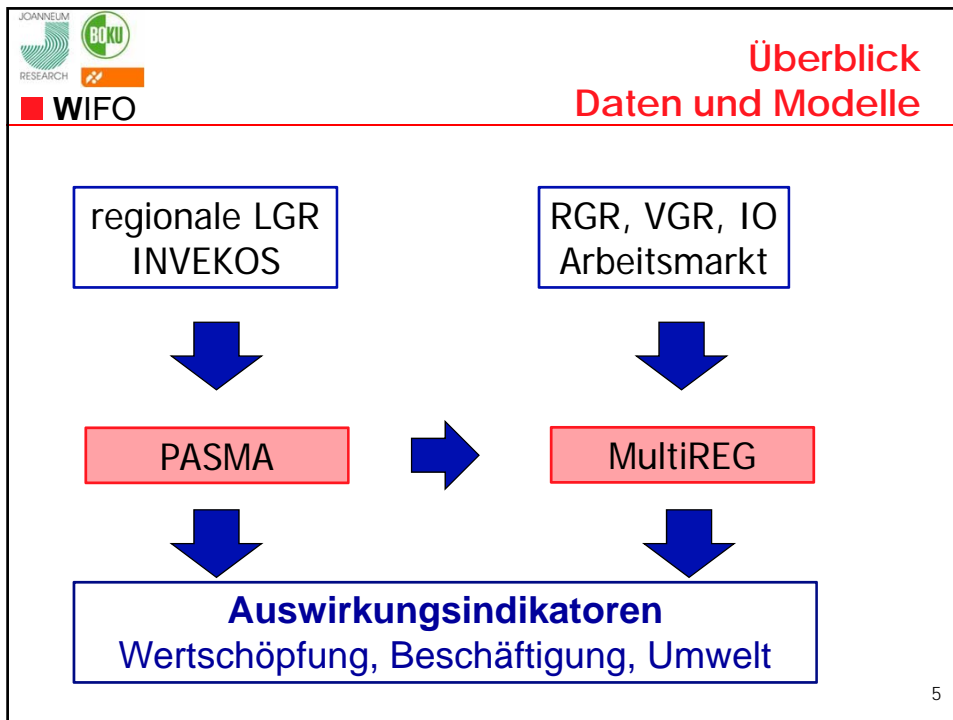 JOANNEUM
BOKU
RESEARCH
WIFO
Überblick
Daten und Modelle
regionale LGR
INVEKOS
RGR, VGR, IO
Arbeitsmarkt
PASMA
MultiREG
Auswirkungsindikatoren
Wertschöpfung, Beschäftigung, Umwelt
5